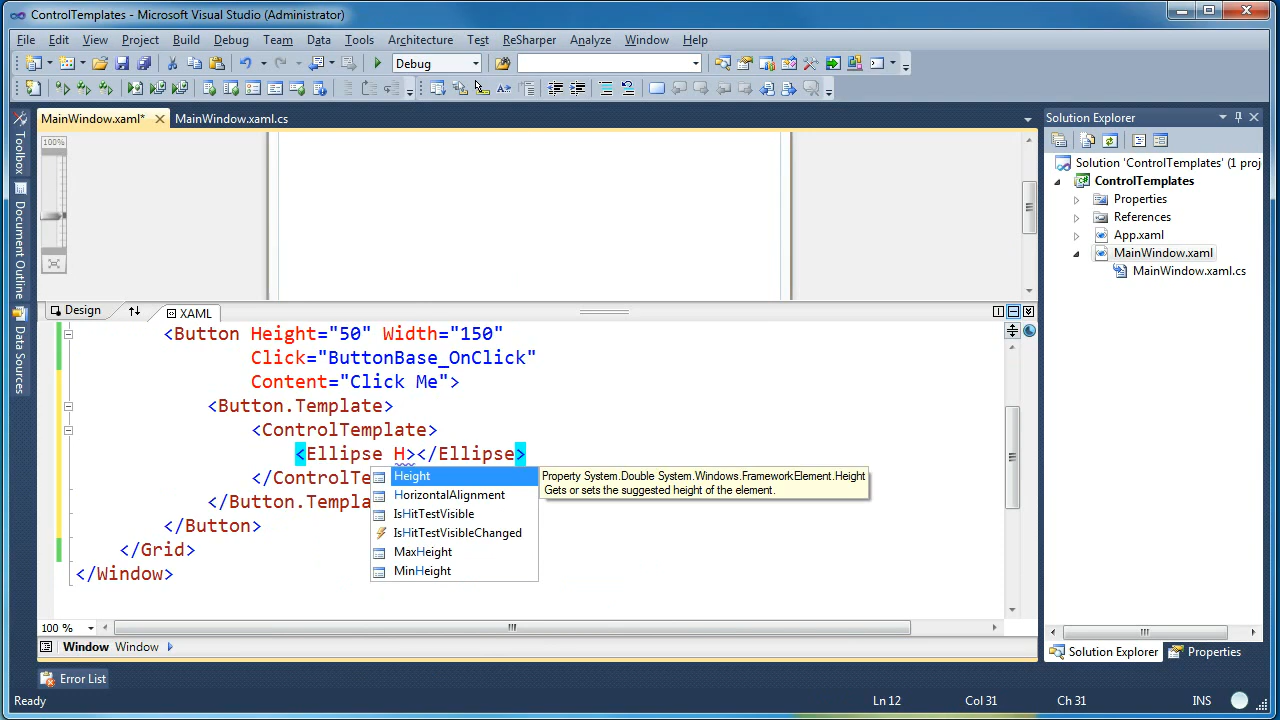 ControlTemplates - Microsoft Visual Studio (Administrator)
File Edit View Project Build Debug Team Data Tools Architecture Test ReSharper Analyze Window Help
Debug
MainWindow.xaml* MainWindow.xaml.cs
Toolbox
Document Outline
Data Sources
100%
Design XAML
<Button Height="50" Width="150"
Click="ButtonBase_OnClick"
Content="Click Me">
<Button.Template>
<ControlTemplate>
<Ellipse H></Ellipse>
</ControlTe
</Button.Templa
</Button>
</Grid>
</Window>
Height
HorizontalAlignment
IsHitTestVisible
IsHitTestVisibleChanged
MaxHeight
MinHeight
Property System.Double System.Windows.FrameworkElement.Height
Gets or sets the suggested height of the element.
100 %
Window Window
Error List
Solution Explorer
Solution 'ControlTemplates' (1 proj
ControlTemplates
Properties
References
App.xaml
MainWindow.xaml
MainWindow.xaml.cs
Solution Explorer Properties
Ready Ln 12 Col 31 Ch 31 INS